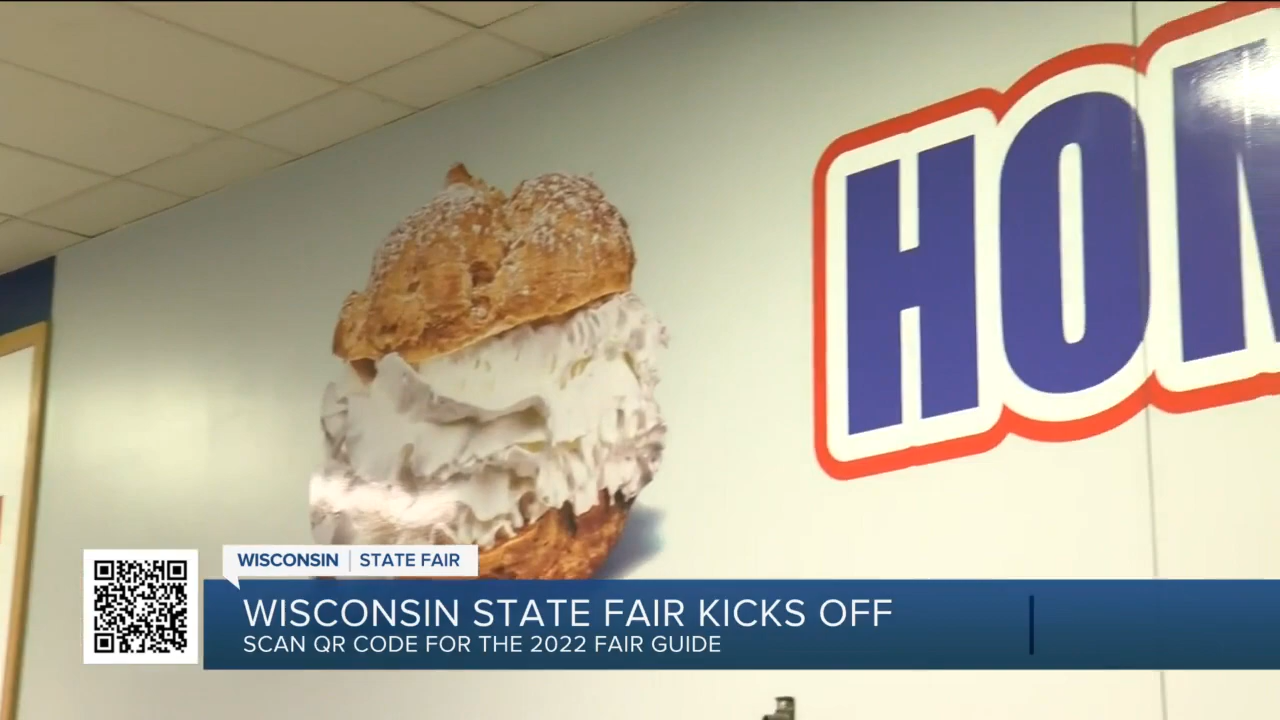 HOM
WISCONSIN | STATE FAIR
WISCONSIN STATE FAIR KICKS OFF
SCAN QR CODE FOR THE 2022 FAIR GUIDE